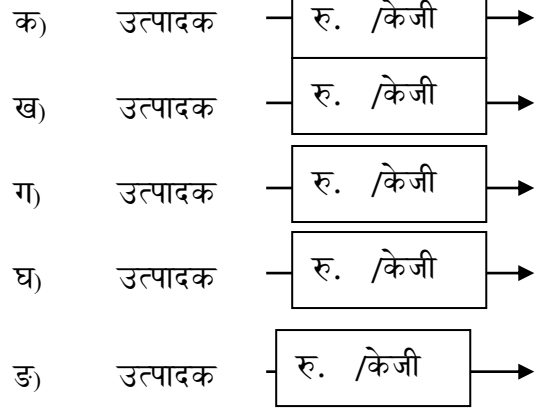 क) उत्पादक रु. /केजी
ख) उत्पादक रु. /केजी
ग) उत्पादक रु. /केजी
घ) उत्पादक रु. /केजी
ङ) उत्पादक रु. /केजी